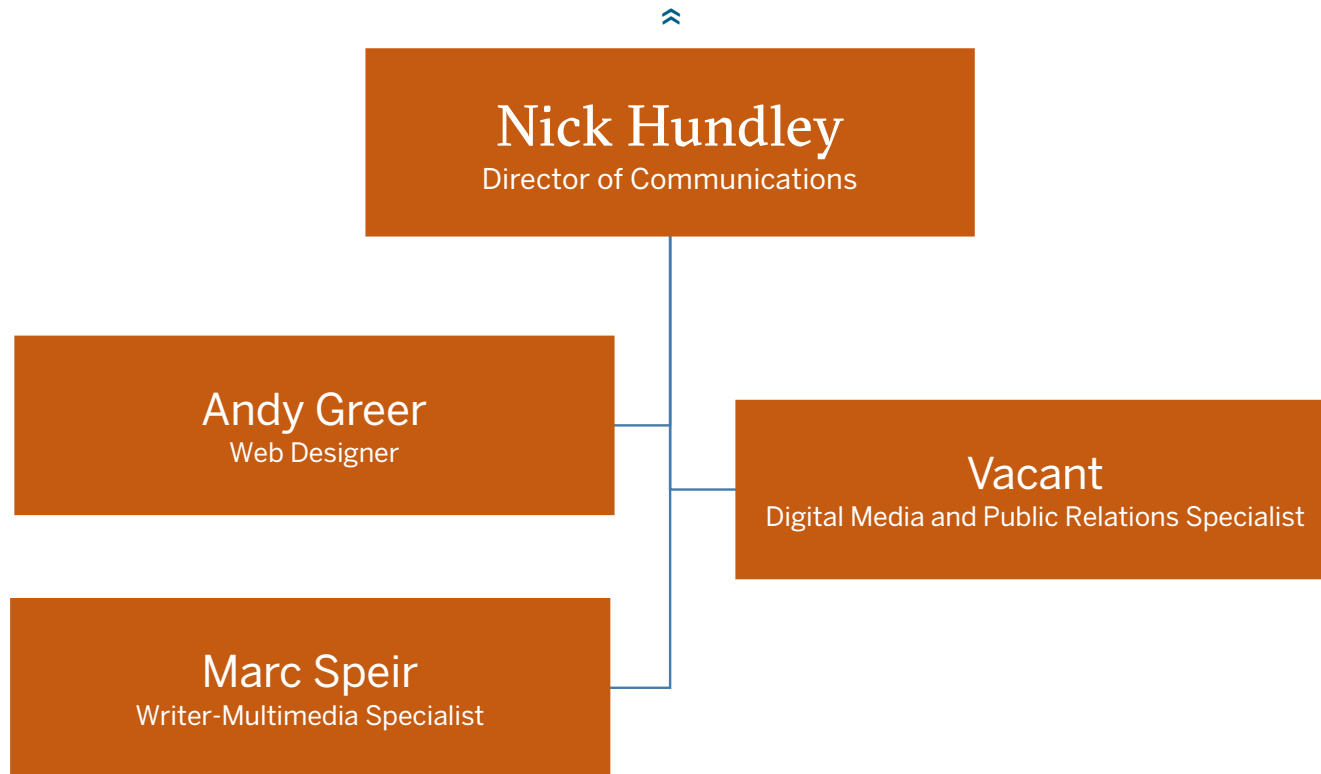 Nick Hundley
Director of Communications
Andy Greer
Web Designer
Vacant
Digital Media and Public Relations Specialist
Marc Speir
Writer-Multimedia Specialist